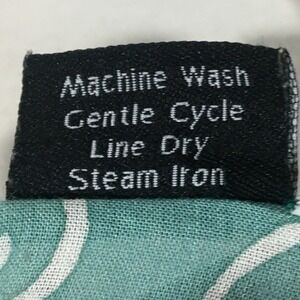 Machine Wash
Gentle Cycle
Line Dry
Steam Iron